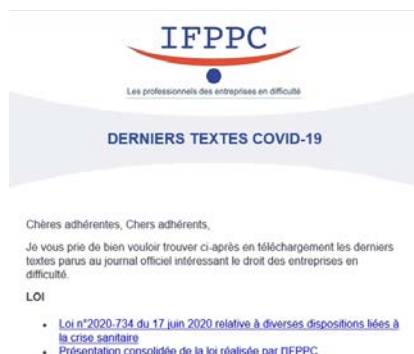 IFPPC
Les professionnels des entreprises en difficulté
DERNIERS TEXTES COVID-19
Chères adhérentes, Chers adhérents,
Je vous prie de bien vouloir trouver ci-après en téléchargement les derniers
textes parus au journal officiel intéressant le droit des entreprises en
difficulté.
LOI
• Loi n°2020-734 du 17 juin 2020 relative à diverses dispositions liées à
la crise sanitaire
• Présentation consolidée de la loi réalisée par l'IFPPC